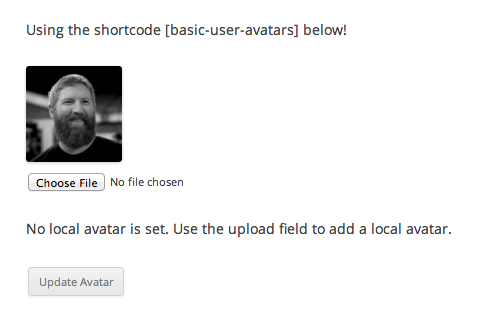 Using the shortcode [basic-user-avatars] below!
Choose File No file chosen
No local avatar is set. Use the upload field to add a local avatar.
Update Avatar